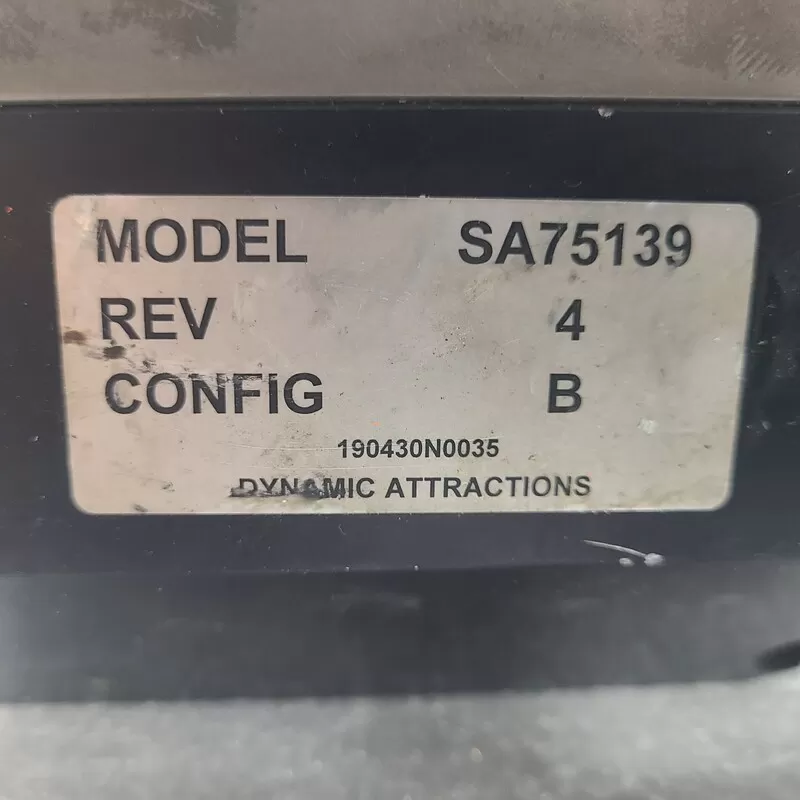 MODEL SA75139
REV 4
CONFIG B
190430N0035
DYNAMIC ATTRACTIONS